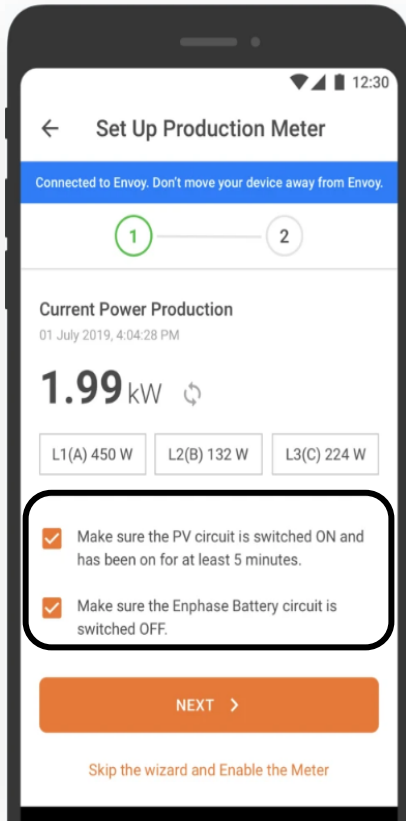 12:30
Set Up Production Meter
Connected to Envoy. Don't move your device away from Envoy.
1
2
Current Power Production
01 July 2019, 4:04:28 PM
1.99 kW
L1(A) 450 W
L2(B) 132 W
L3(C) 224 W
Make sure the PV circuit is switched ON and
has been on for at least 5 minutes.
Make sure the Enphase Battery circuit is
switched OFF.
NEXT
Skip the wizard and Enable the Meter